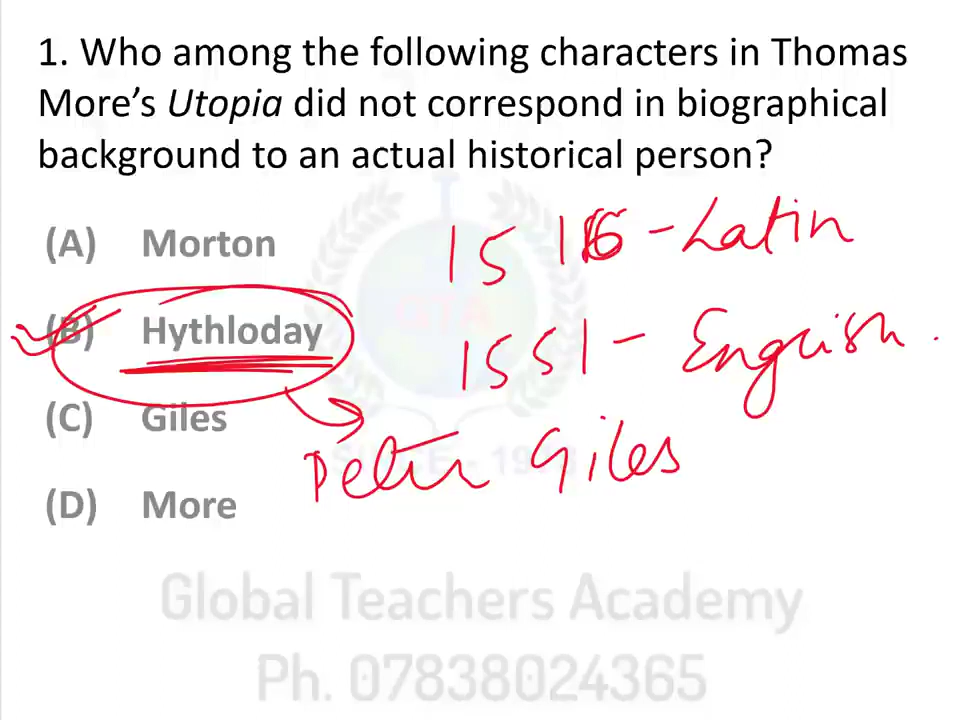 1. Who among the following characters in Thomas
More’s Utopia did not correspond in biographical
background to an actual historical person?
(A) Morton
1516 - Latin
(B) Hythloday
1551 - English.
(C) Giles
Peter Giles
(D) More
GTA
Global Teachers Academy
Ph. 07838024365